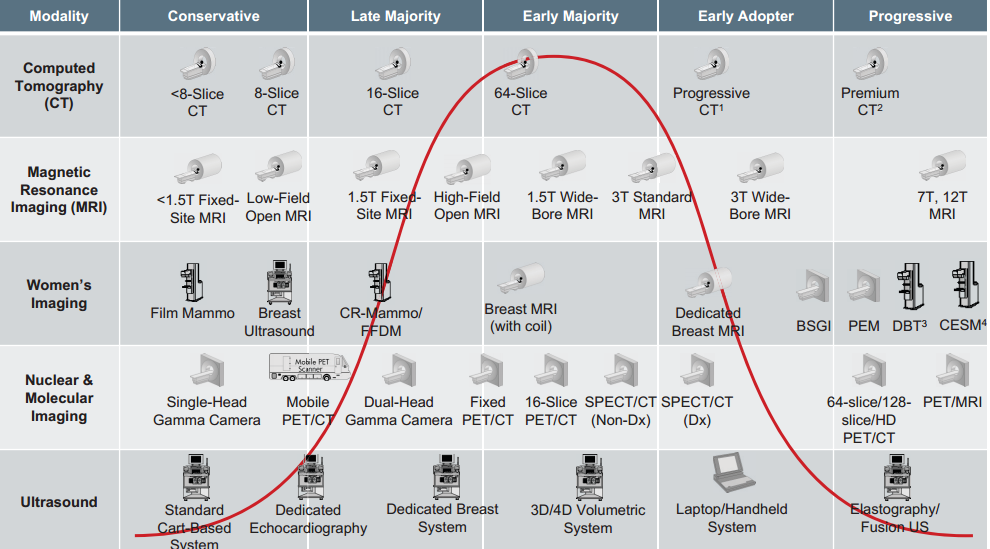 Modality Conservative Late Majority Early Majority Early Adopter Progressive
Computed
Tomography
(CT)
<8-Slice
CT
8-Slice
CT
16-Slice
CT
64-Slice
CT
Progressive
CT¹
Premium
CT²
Magnetic
Resonance
Imaging (MRI)
<1.5T Fixed-
Site MRI
Low-Field
Open MRI
1.5T Fixed-
Site MRI
High-Field
Open MRI
1.5T Wide-
Bore MRI
3T Standard
MRI
3T Wide-
Bore MRI
7T, 12T
MRI
Women's
Imaging
Film Mammo
Breast
Ultrasound
CR-Mammo/
FFDM
Breast MRI
(with coil)
Dedicated
Breast MRI
BSGI
PEM
DBT³
CESM⁴
Nuclear &
Molecular
Imaging
Single-Head
Gamma Camera
Mobile PET
Scanner
Mobile
PET/CT
Dual-Head
Gamma Camera
Fixed
PET/CT
16-Slice
PET/CT
SPECT/CT
(Non-Dx)
SPECT/CT
(Dx)
64-slice/128-
slice/HD
PET/CT
PET/MRI
Ultrasound
Standard
Cart-Based
System
Dedicated
Echocardiography
Dedicated Breast
System
3D/4D Volumetric
System
Laptop/Handheld
System
Elastography/
Fusion US